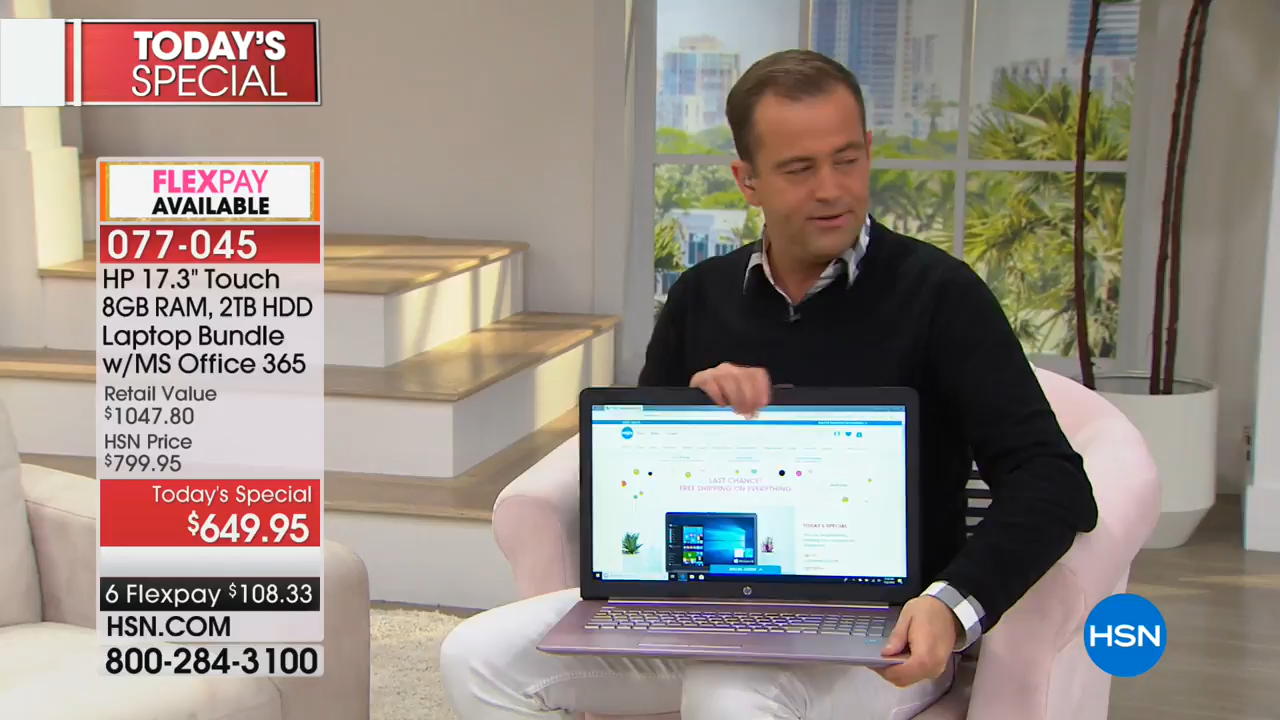 TODAY'S
SPECIAL
FLEXPAY
AVAILABLE
077-045
HP 17.3" Touch
8GB RAM, 2TB HDD
Laptop Bundle
w/MS Office 365
Retail Value
$1047.80
HSN Price
$799.95
Today's Special
$649.95
6 Flexpay $108.33
HSN.COM
800-284-3100
HSN
LAST CHANCE!
FREE SHIPPING ON EVERYTHING
TODAY'S SPECIAL
hp
HSN